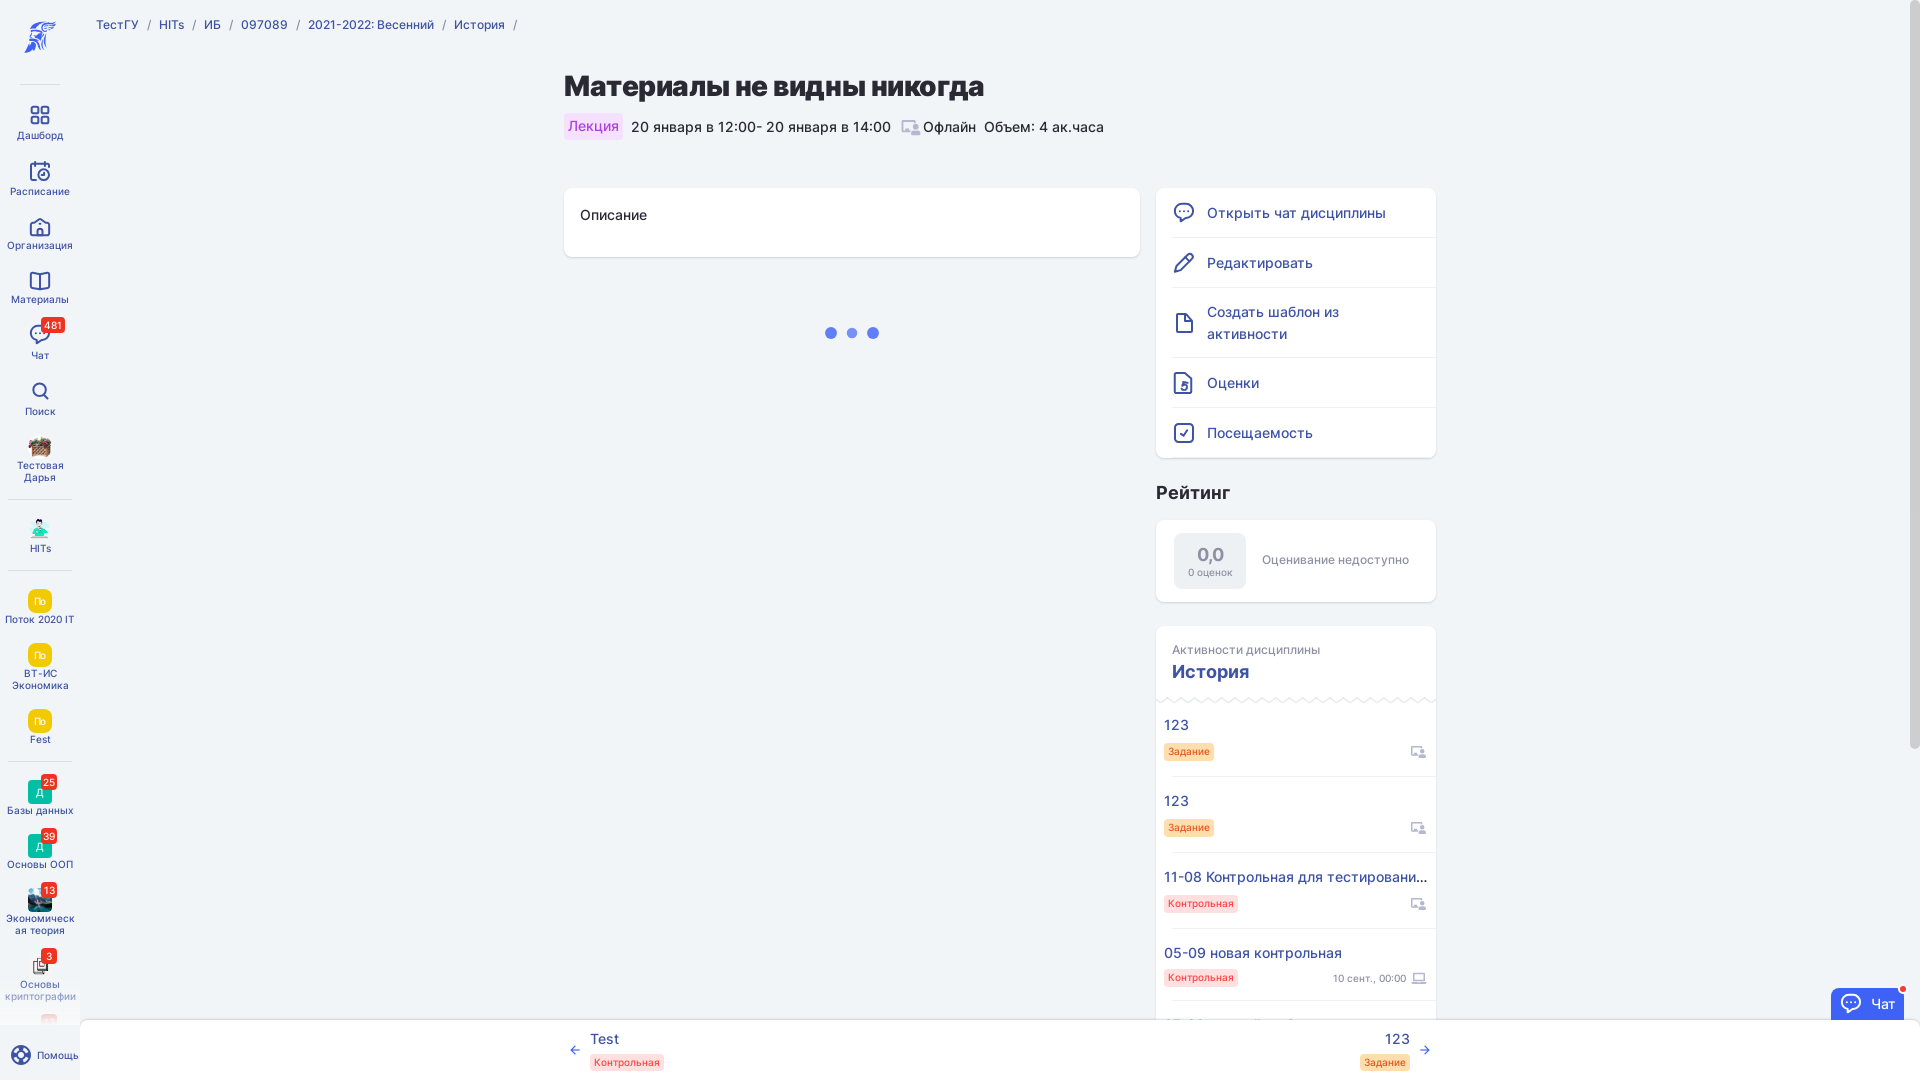 ТестГУ / HITs / ИБ / 097089 / 2021-2022: Весенний / История /
Дашборд
Расписание
Организация
Материалы
481
Чат
Поиск
Тестовая
Дарья
HITs
По
Поток 2020 IT
По
ВТ-ИС
Экономика
По
Fest
25
Д
Базы данных
39
Д
Основы ООП
13
Экономическ
ая теория
3
Основы
криптографии
Помощь
Материалы не видны никогда
Лекция 20 января в 12:00- 20 января в 14:00 Офлайн Объем: 4 ак.часа
Описание
Открыть чат дисциплины
Редактировать
Создать шаблон из
активности
5 Оценки
Посещаемость
Рейтинг
0,0
0 оценок
Оценивание недоступно
Активности дисциплины
История
123
Задание
123
Задание
11-08 Контрольная для тестировани...
Контрольная
05-09 новая контрольная
Контрольная 10 сент., 00:00
Чат
Test
Контрольная
123
Задание